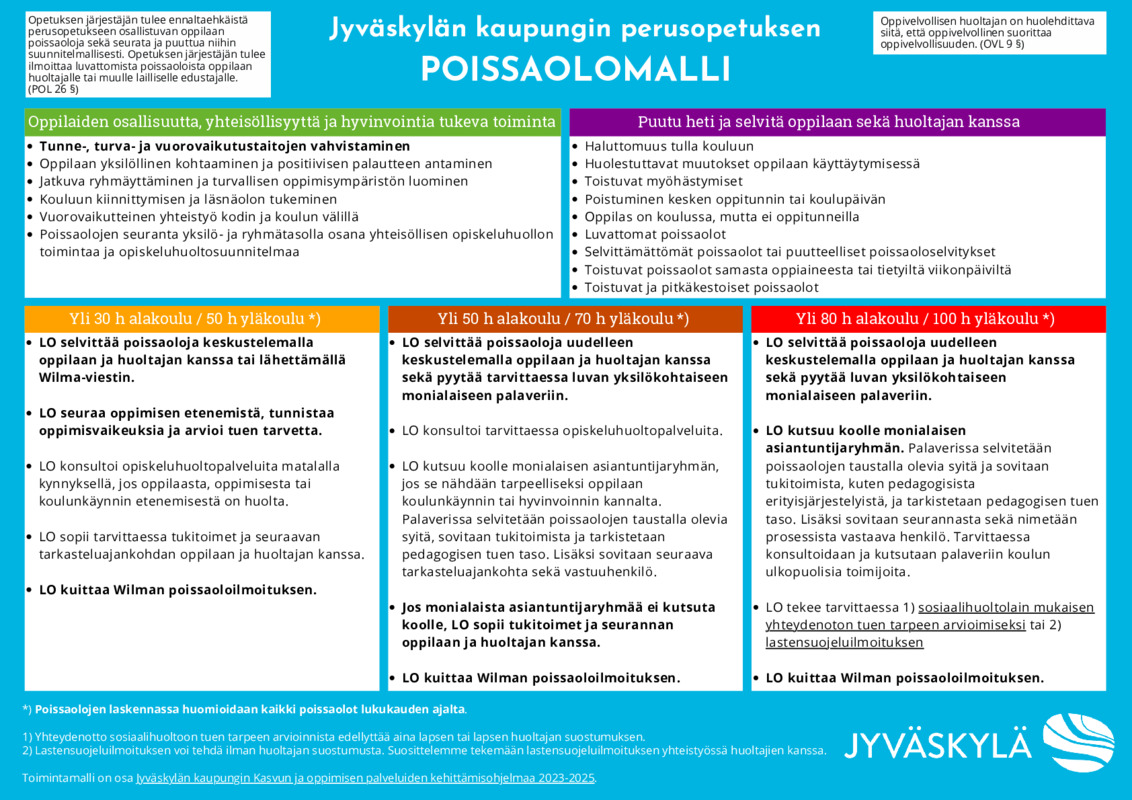 Opetuksen järjestäjän tulee ennaltaehkäistä
perusopetukseen osallistuvan oppilaan
poissaoloja sekä seurata ja puuttua niihin
suunnitelmallisesti. Opetuksen järjestäjän tulee
ilmoittaa luvattomista poissaoloista oppilaan
huoltajalle tai muulle lailliselle edustajalle.
(POL 26 §)
Jyväskylän kaupungin perusopetuksen
POISSAOLOMALLI
Oppivelvollisen huoltajan on huolehdittava
siitä, että oppivelvollinen suorittaa
oppivelvollisuuden. (OVL 9 §)
Oppilaiden osallisuutta, yhteisöllisyyttä ja hyvinvointia tukeva toiminta
• Tunne-, turva- ja vuorovaikutustaitojen vahvistaminen
• Oppilaan yksilöllinen kohtaaminen ja positiivisen palautteen antaminen
• Jatkuva ryhmäyttäminen ja turvallisen oppimisympäristön luominen
• Kouluun kiinnittymisen ja läsnäolon tukeminen
• Vuorovaikutteinen yhteistyö kodin ja koulun välillä
• Poissaolojen seuranta yksilö- ja ryhmätasolla osana yhteisöllisen opiskeluhuollon
toimintaa ja opiskeluhuoltosuunnitelmaa
Puutu heti ja selvitä oppilaan sekä huoltajan kanssa
• Haluttomuus tulla kouluun
• Huolestuttavat muutokset oppilaan käyttäytymisessä
• Toistuvat myöhästymiset
• Poistuminen kesken oppitunnin tai koulupäivän
• Oppilas on koulussa, mutta ei oppitunneilla
• Luvattomat poissaolot
• Selvittämättömät poissaolot tai puutteelliset poissaoloselvitykset
• Toistuvat poissaolot samasta oppiaineesta tai tietyiltä viikonpäiviltä
• Toistuvat ja pitkäkestoiset poissaolot
Yli 30 h alakoulu / 50 h yläkoulu *)
• LO selvittää poissaoloja keskustelemalla
oppilaan ja huoltajan kanssa tai lähettämällä
Wilma-viestin.
• LO seuraa oppimisen etenemistä, tunnistaa
oppimisvaikeuksia ja arvioi tuen tarvetta.
• LO konsultoi opiskeluhuoltopalveluita matalalla
kynnyksellä, jos oppilaasta, oppimisesta tai
koulunkäynnin etenemisestä on huolta.
• LO sopii tarvittaessa tukitoimet ja seuraavan
tarkasteluajankohdan oppilaan ja huoltajan kanssa.
• LO kuittaa Wilman poissaoloilmoituksen.
Yli 50 h alakoulu / 70 h yläkoulu *)
• LO selvittää poissaoloja uudelleen
keskustelemalla oppilaan ja huoltajan kanssa
sekä pyytää tarvittaessa luvan yksilökohtaiseen
monialaiseen palaveriin.
• LO konsultoi tarvittaessa opiskeluhuoltopalveluita.
• LO kutsuu koolle monialaisen asiantuntijaryhmän,
jos se nähdään tarpeelliseksi oppilaan
koulunkäynnin tai hyvinvoinnin kannalta.
Palaverissa selvitetään poissaolojen taustalla olevia
syitä, sovitaan tukitoimista ja tarkistetaan
pedagogisen tuen taso. Lisäksi sovitaan seuraava
tarkasteluajankohta sekä vastuuhenkilö.
• Jos monialaista asiantuntijaryhmää ei kutsuta
koolle, LO sopii tukitoimet ja seurannan
oppilaan ja huoltajan kanssa.
• LO kuittaa Wilman poissaoloilmoituksen.
Yli 80 h alakoulu / 100 h yläkoulu *)
• LO selvittää poissaoloja uudelleen
keskustelemalla oppilaan ja huoltajan kanssa
sekä pyytää luvan yksilökohtaiseen
monialaiseen palaveriin.
• LO kutsuu koolle monialaisen
asiantuntijaryhmän. Palaverissa selvitetään
poissaolojen taustalla olevia syitä ja sovitaan
tukitoimista, kuten pedagogisista
erityisjärjestelyistä, ja tarkistetaan pedagogisen tuen
taso. Lisäksi sovitaan seurannasta sekä nimetään
prosessista vastaava henkilö. Tarvittaessa
konsultoidaan ja kutsutaan palaveriin koulun
ulkopuolisia toimijoita.
• LO tekee tarvittaessa 1) sosiaalihuoltolain mukaisen
yhteydenoton tuen tarpeen arvioimiseksi tai 2)
lastensuojeluilmoituksen
• LO kuittaa Wilman poissaoloilmoituksen.
*) Poissaolojen laskennassa huomioidaan kaikki poissaolot lukukauden ajalta.
1) Yhteydenotto sosiaalihuoltoon tuen tarpeen arvioinnista edellyttää aina lapsen tai lapsen huoltajan suostumuksen.
2) Lastensuojeluilmoituksen voi tehdä ilman huoltajan suostumusta. Suosittelemme tekemään lastensuojeluilmoituksen yhteistyössä huoltajien kanssa.
Toimintamalli on osa Jyväskylän kaupungin Kasvun ja oppimisen palveluiden kehittämisohjelmaa 2023-2025.
JYVÄSKYLÄ